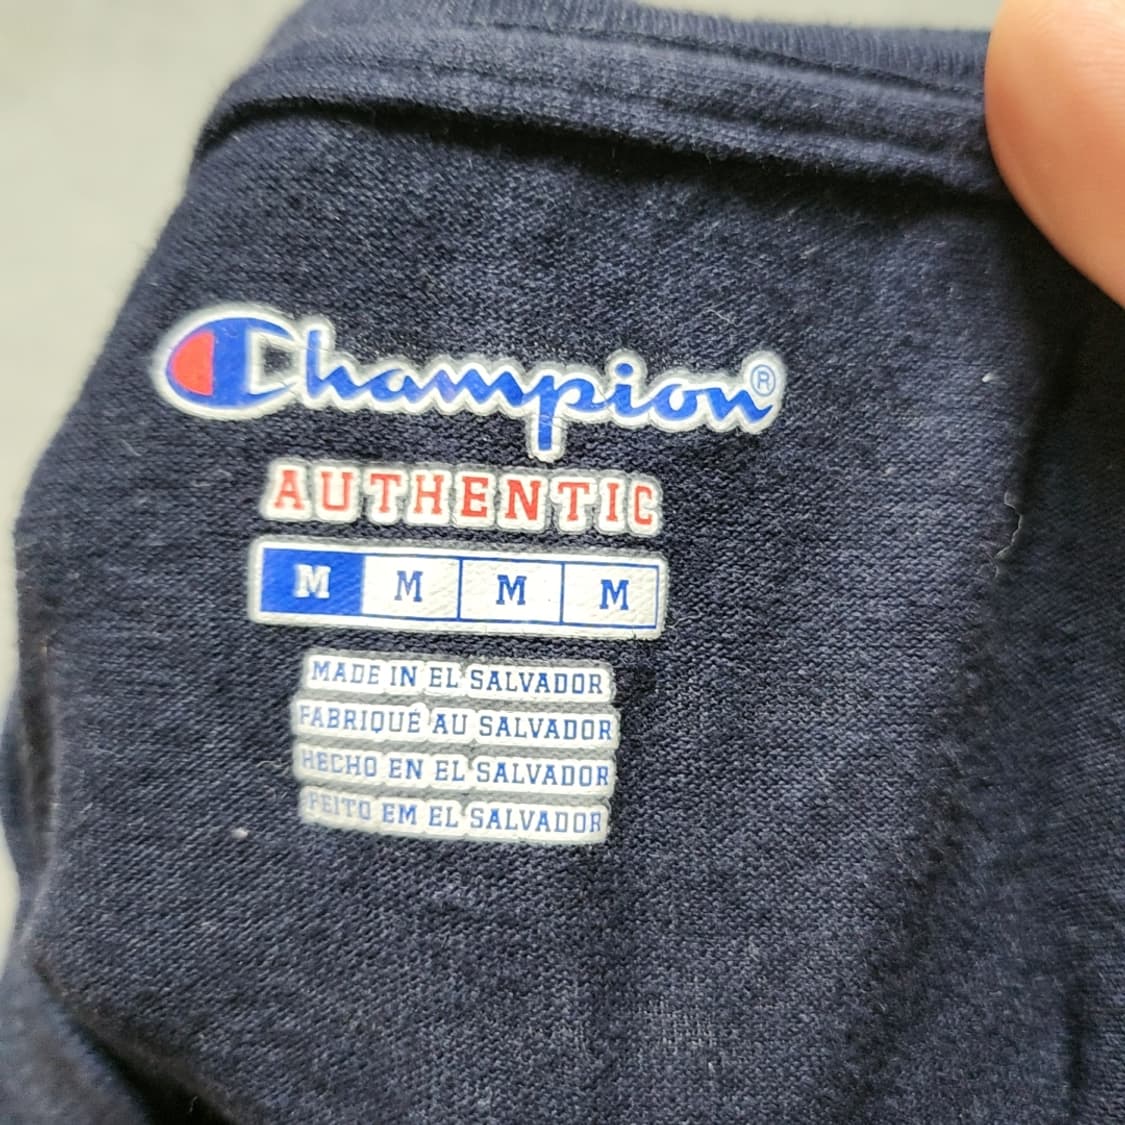 Champion®
AUTHENTIC
M M M M
MADE IN EL SALVADOR
FABRIQUÉ AU SALVADOR
HECHO EN EL SALVADOR
FEITO EM EL SALVADOR